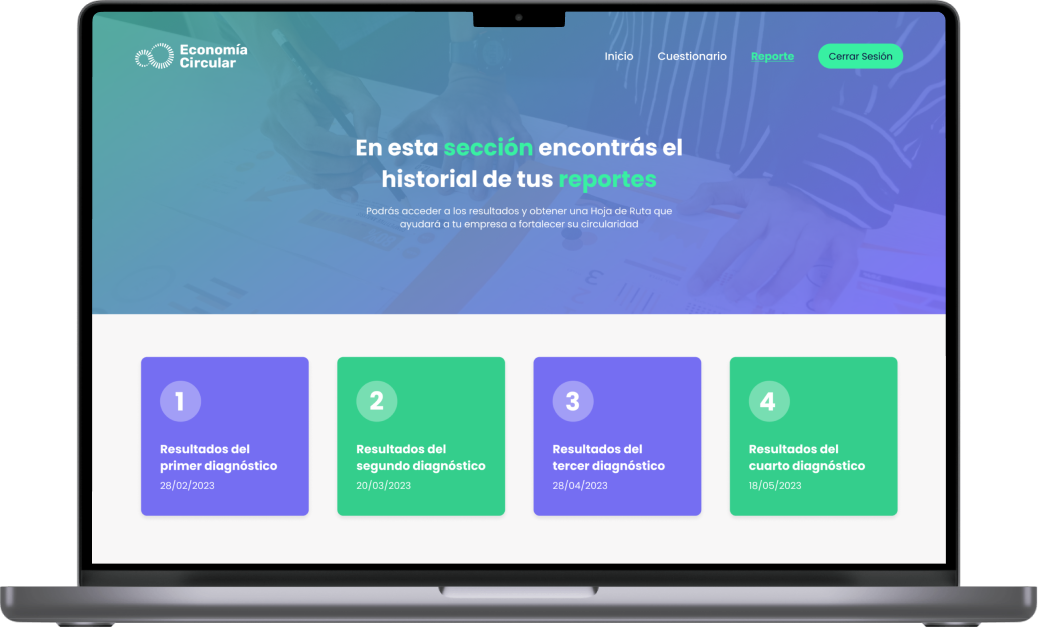 Economía
Circular
Inicio
Cuestionario
Reporte
Cerrar Sesión
En esta sección encontrás el
historial de tus reportes
Podrás acceder a los resultados y obtener una Hoja de Ruta que
ayudará a tu empresa a fortalecer su circularidad
1
Resultados del
primer diagnóstico
28/02/2023
2
Resultados del
segundo diagnóstico
20/03/2023
3
Resultados del
tercer diagnóstico
28/04/2023
4
Resultados del
cuarto diagnóstico
18/05/2023